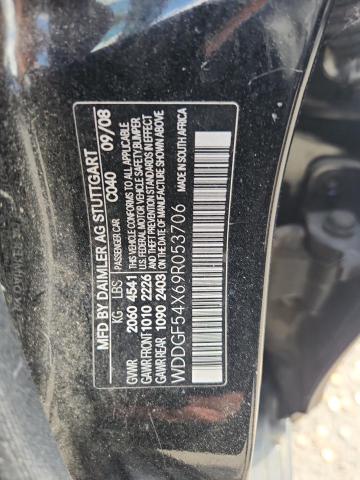 MFD BY DAIMLER AG STUTTGART
KG LBS PASSENGER CAR C040 09/08
GVWR 2060 4541 THIS VEHICLE CONFORMS TO ALL APPLICABLE
GAWR FRONT 1010 2226 U.S. FEDERAL MOTOR VEHICLE SAFETY BUMPER
GAWR REAR 1090 2403 AND THEFT PREVENTION STANDARDS IN EFFECT
ON THE DATE OF MANUFACTURE SHOWN ABOVE
WDDGF54X69R053706 MADE IN SOUTH AFRICA